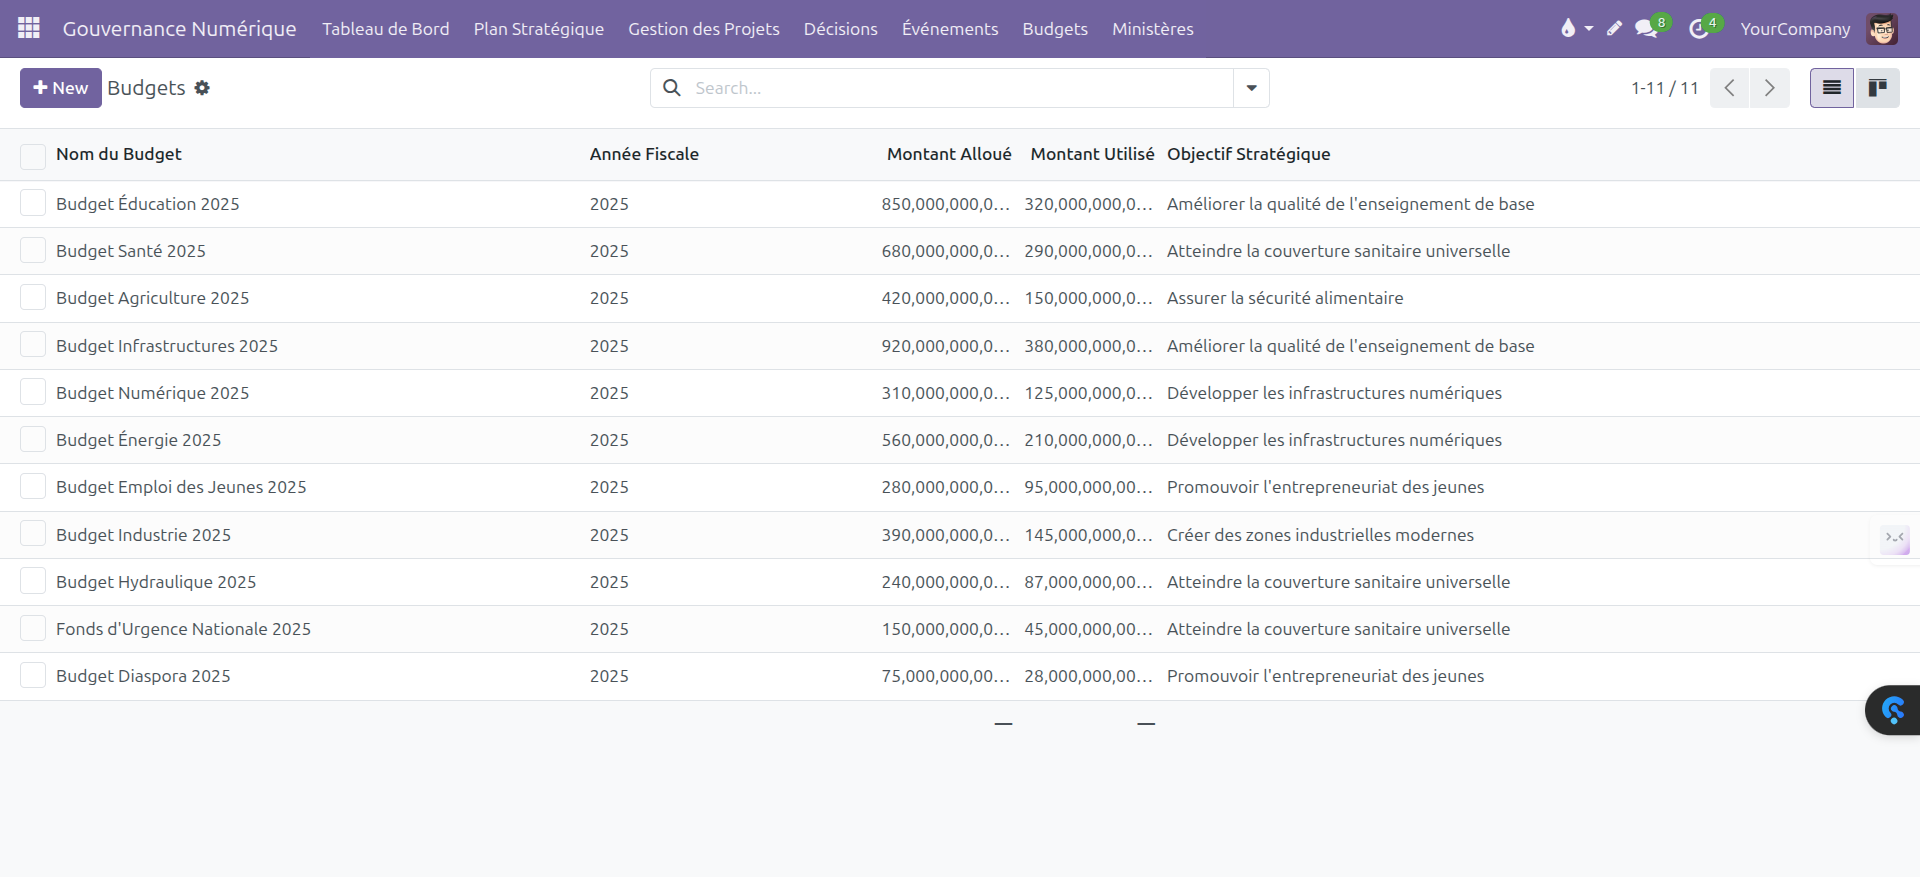 Gouvernance Numérique Tableau de Bord Plan Stratégique Gestion des Projets Décisions Événements Budgets Ministères 8 4 YourCompany
New Budgets Search... 1-11 / 11
Nom du Budget Année Fiscale Montant Alloué Montant Utilisé Objectif Stratégique
Budget Éducation 2025 2025 850,000,000,0... 320,000,000,0... Améliorer la qualité de l'enseignement de base
Budget Santé 2025 2025 680,000,000,0... 290,000,000,0... Atteindre la couverture sanitaire universelle
Budget Agriculture 2025 2025 420,000,000,0... 150,000,000,0... Assurer la sécurité alimentaire
Budget Infrastructures 2025 2025 920,000,000,0... 380,000,000,0... Améliorer la qualité de l'enseignement de base
Budget Numérique 2025 2025 310,000,000,0... 125,000,000,0... Développer les infrastructures numériques
Budget Énergie 2025 2025 560,000,000,0... 210,000,000,0... Développer les infrastructures numériques
Budget Emploi des Jeunes 2025 2025 280,000,000,0... 95,000,000,00... Promouvoir l'entrepreneuriat des jeunes
Budget Industrie 2025 2025 390,000,000,0... 145,000,000,0... Créer des zones industrielles modernes
Budget Hydraulique 2025 2025 240,000,000,0... 87,000,000,00... Atteindre la couverture sanitaire universelle
Fonds d'Urgence Nationale 2025 2025 150,000,000,0... 45,000,000,00... Atteindre la couverture sanitaire universelle
Budget Diaspora 2025 2025 75,000,000,00... 28,000,000,00... Promouvoir l'entrepreneuriat des jeunes
— —